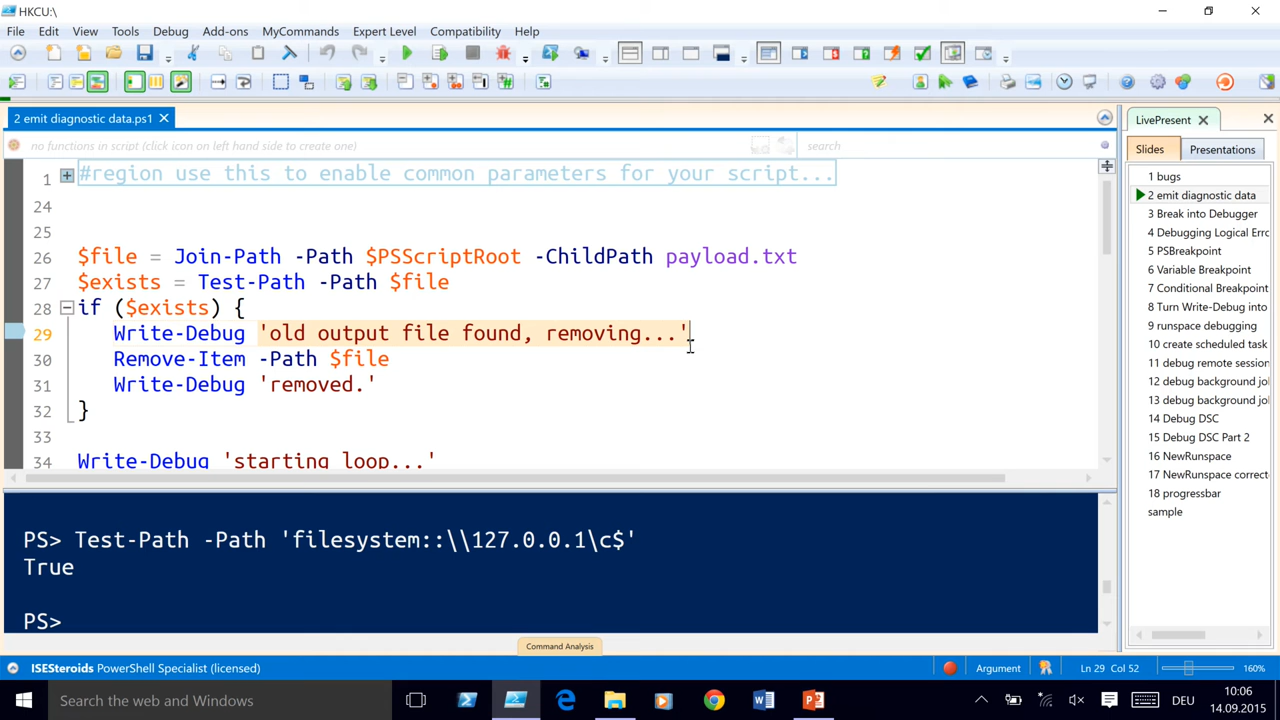 HKCU:\
File Edit View Tools Debug Add-ons MyCommands Expert Level Compatibility Help
2 emit diagnostic data.ps1
no functions in script (click icon on left hand side to create one)
search
1 #region use this to enable common parameters for your script...
24
25
26 $file = Join-Path -Path $PSScriptRoot -ChildPath payload.txt
27 $exists = Test-Path -Path $file
28 if ($exists) {
29 Write-Debug 'old output file found, removing...'
30 Remove-Item -Path $file
31 Write-Debug 'removed.'
32 }
33
34 Write-Debug 'starting loop...'
PS> Test-Path -Path 'filesystem::\\127.0.0.1\c$'
True
PS>
Command Analysis
LivePresent
Slides Presentations
1 bugs
2 emit diagnostic data
3 Break into Debugger
4 Debugging Logical Erro
5 PSBreakpoint
6 Variable Breakpoint
7 Conditional Breakpoint
8 Turn Write-Debug into
9 runspace debugging
10 create scheduled task
11 debug remote session
12 debug background jo
13 debug background jo
14 Debug DSC
15 Debug DSC Part 2
16 NewRunspace
17 NewRunspace correct
18 progressbar
sample
ISESteroids PowerShell Specialist (licensed)
Argument
Ln 29 Col 52
160%
Search the web and Windows
DEU
10:06
14.09.2015